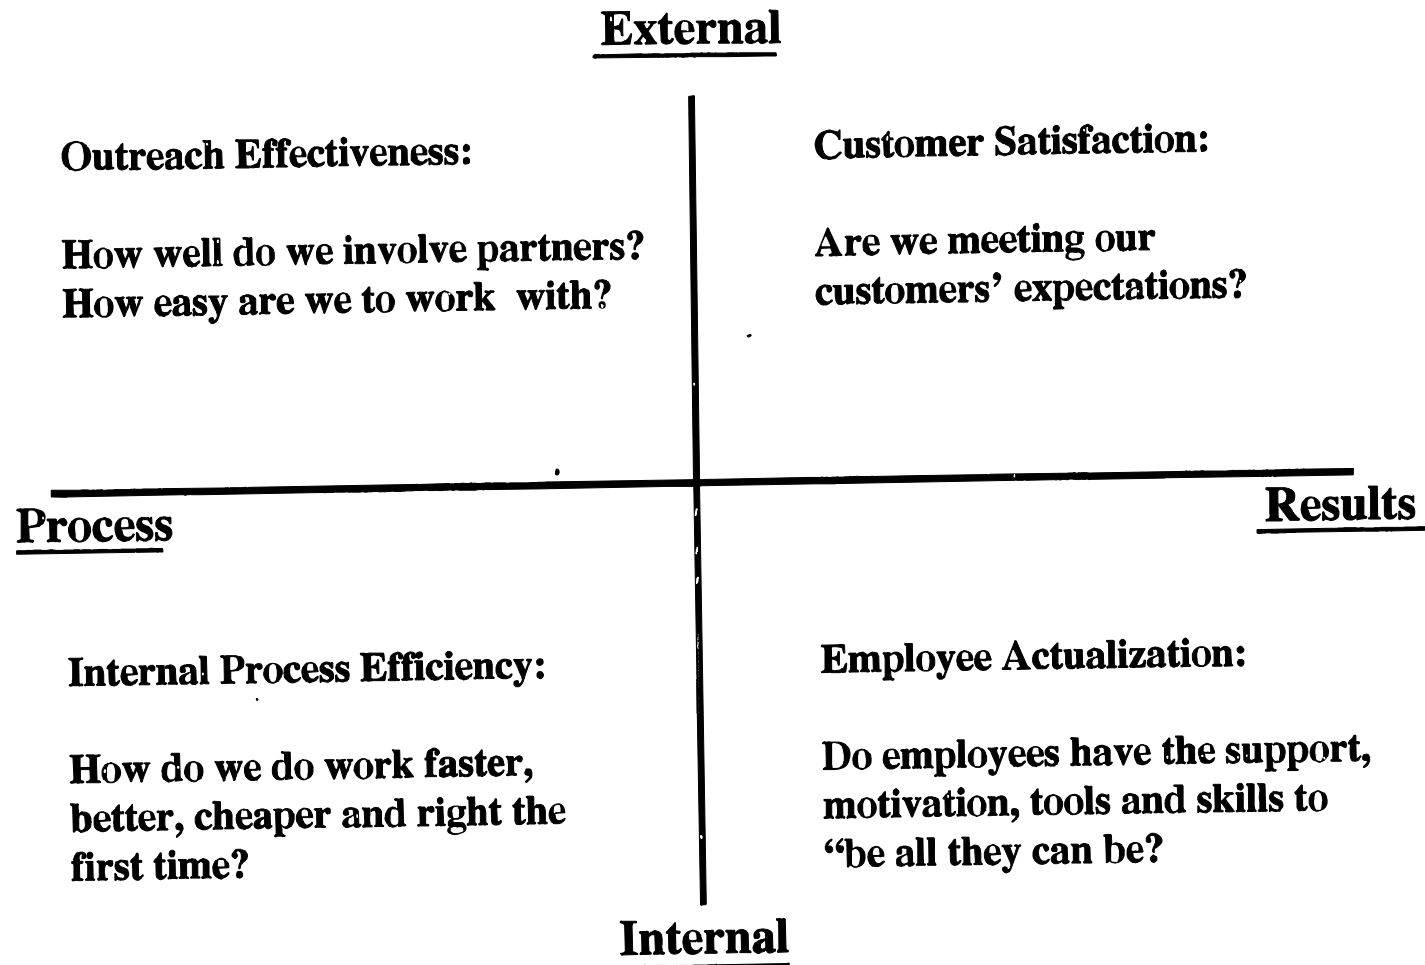 External
Outreach Effectiveness:
How well do we involve partners?
How easy are we to work with?
Customer Satisfaction:
Are we meeting our
customers’ expectations?
Process
Results
Internal Process Efficiency:
How do we do work faster,
better, cheaper and right the
first time?
Employee Actualization:
Do employees have the support,
motivation, tools and skills to
“be all they can be?
Internal